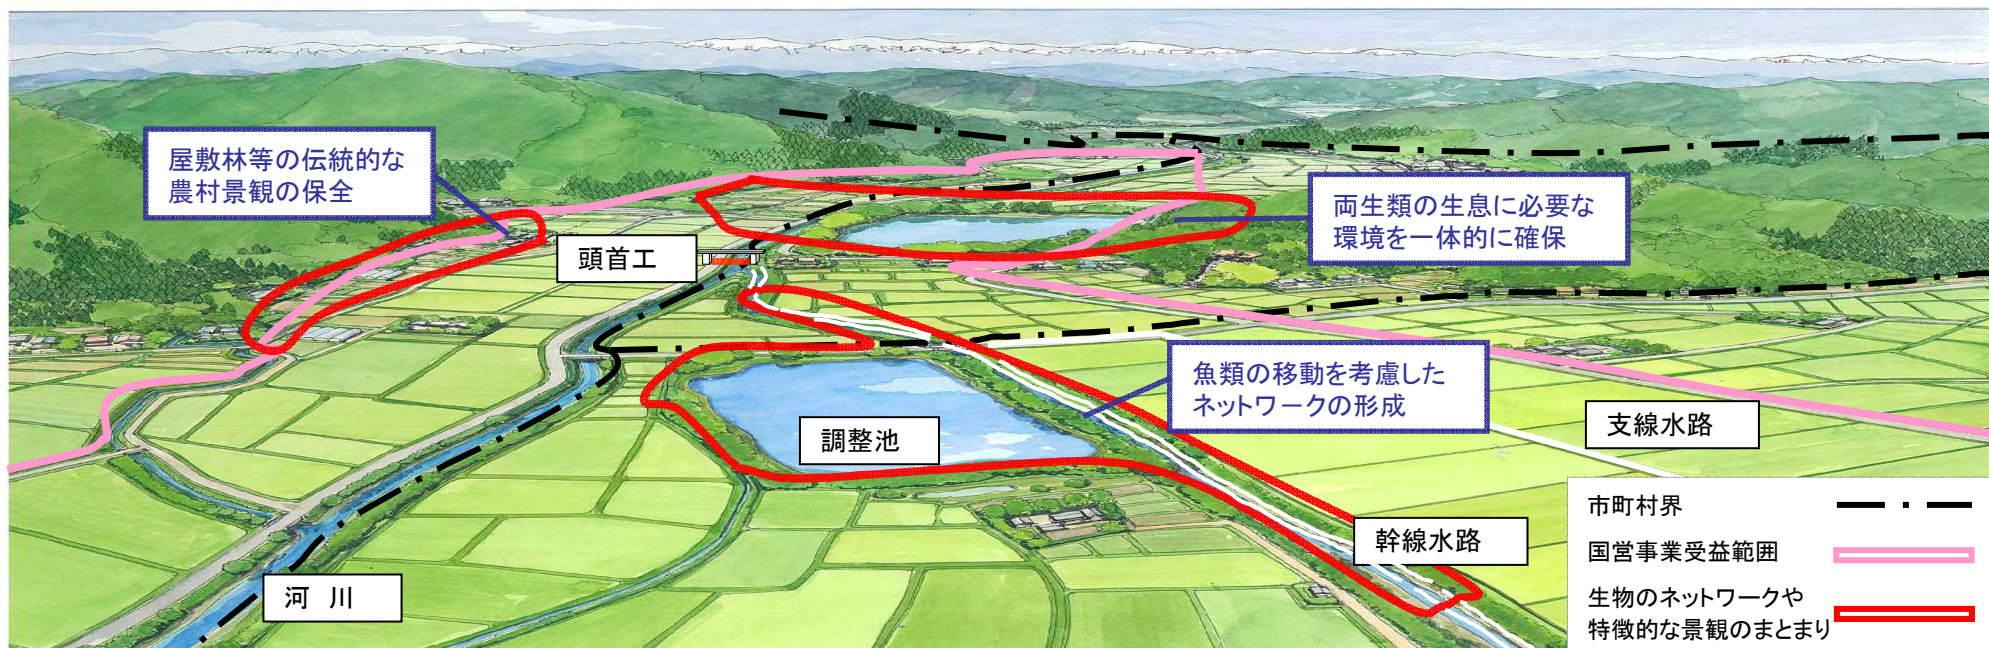 屋敷林等の伝統的な
農村景観の保全
頭首工
両生類の生息に必要な
環境を一体的に確保
魚類の移動を考慮した
ネットワークの形成
調整池
支線水路
幹線水路
河　川
市町村界
国営事業受益範囲
生物のネットワークや
特徴的な景観のまとまり